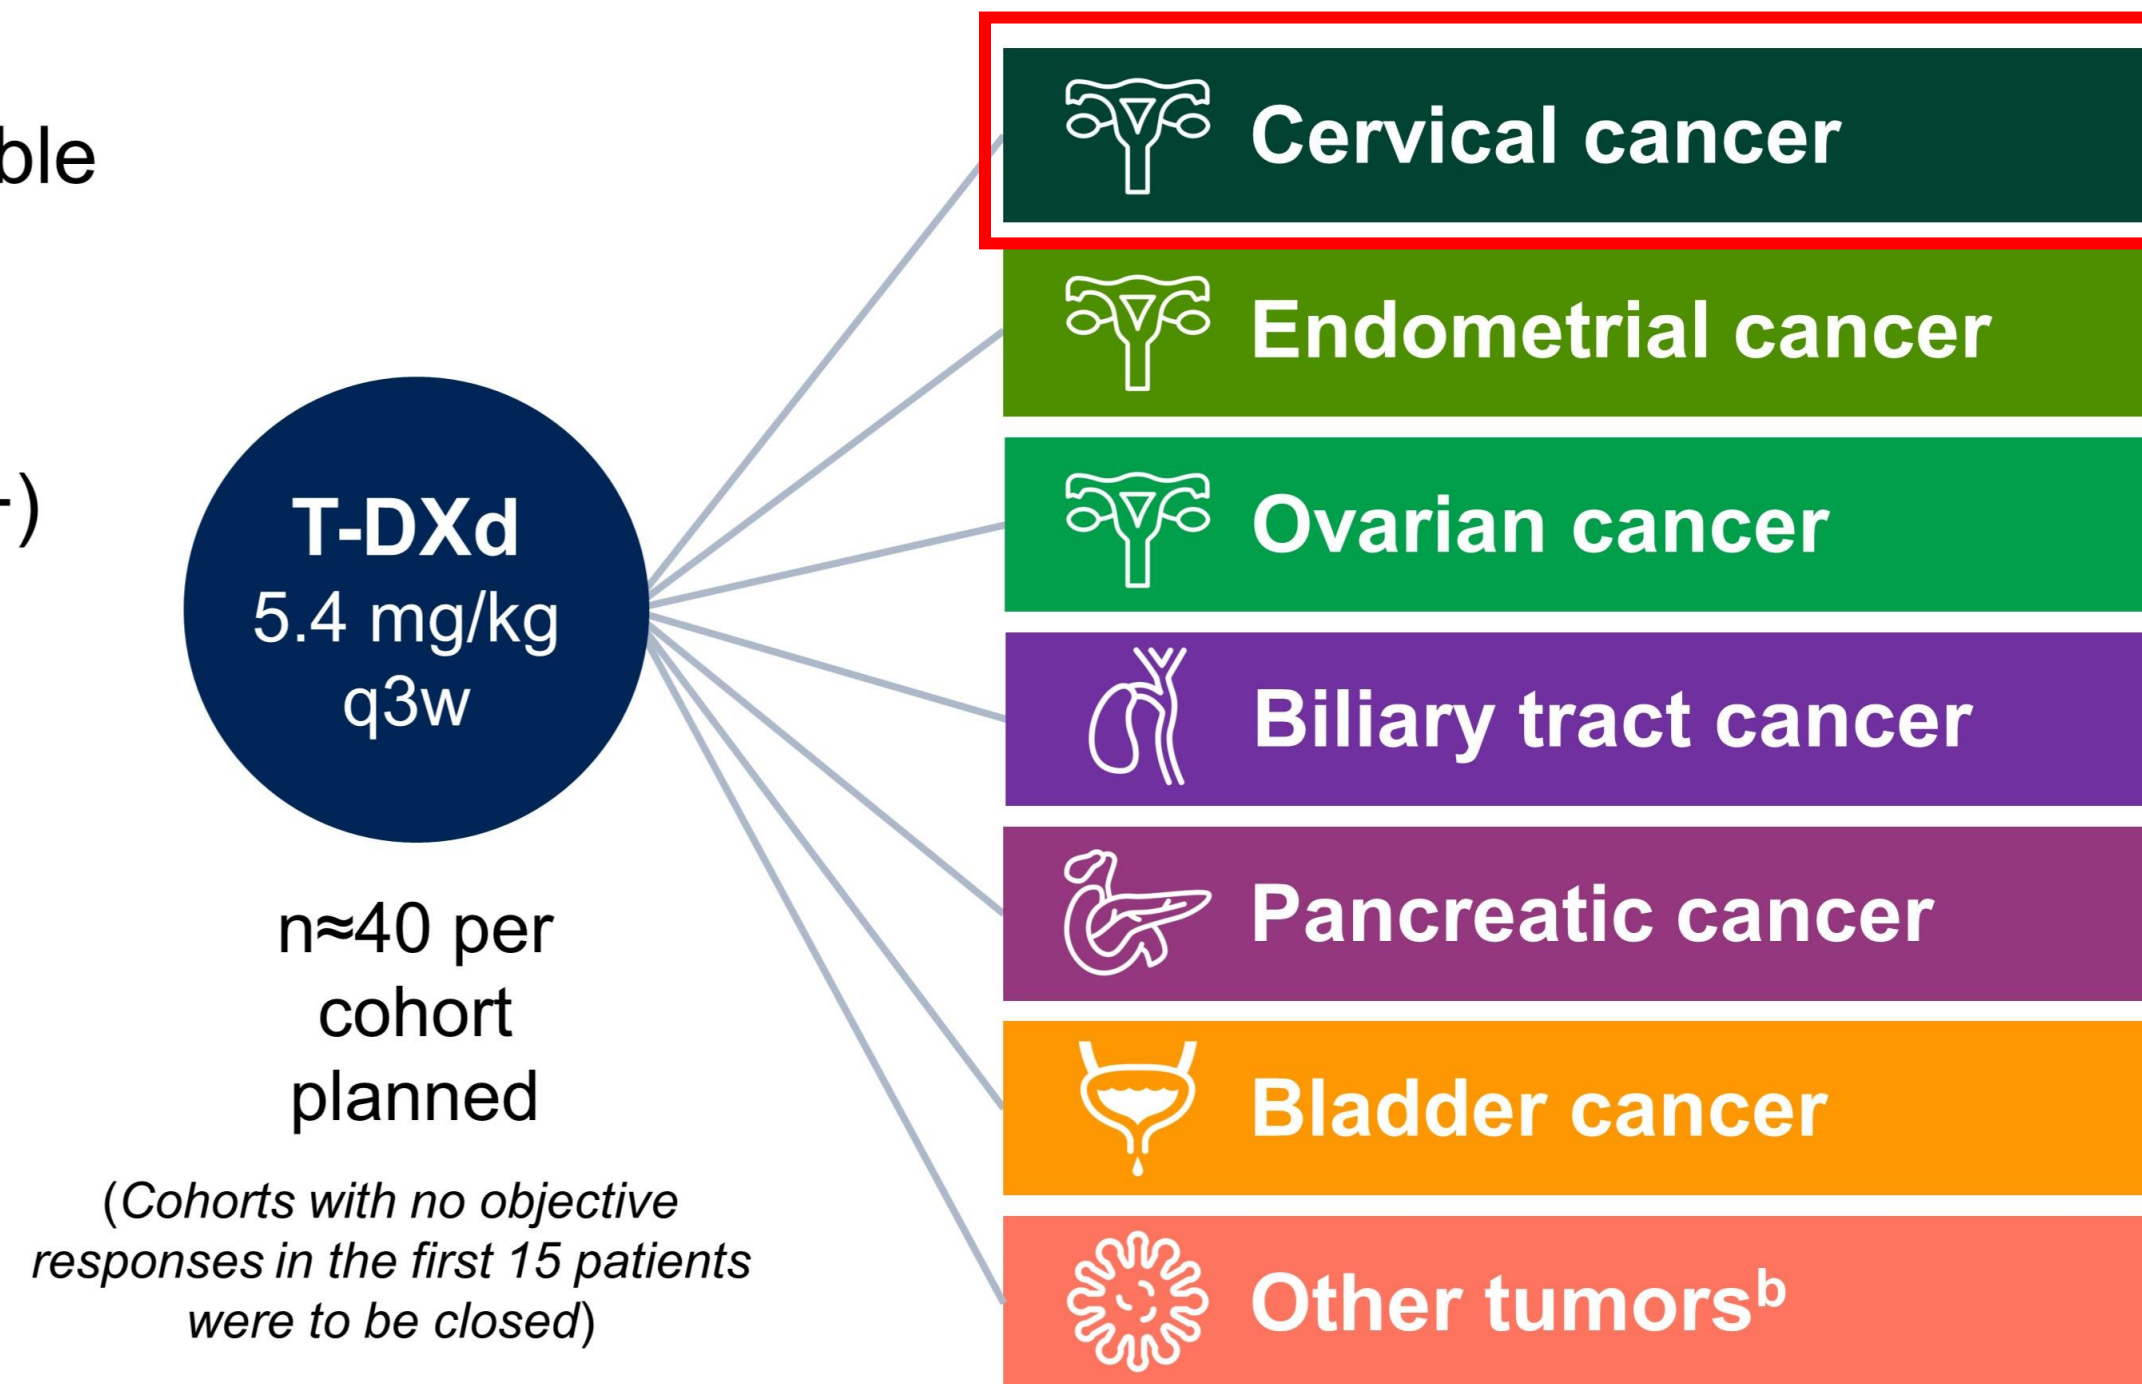 T-DXd
5.4 mg/kg
q3w
n≈40 per
cohort
planned
(Cohorts with no objective
responses in the first 15 patients
were to be closed)
Cervical cancer
Endometrial cancer
Ovarian cancer
Biliary tract cancer
Pancreatic cancer
Bladder cancer
Other tumorsᵇ